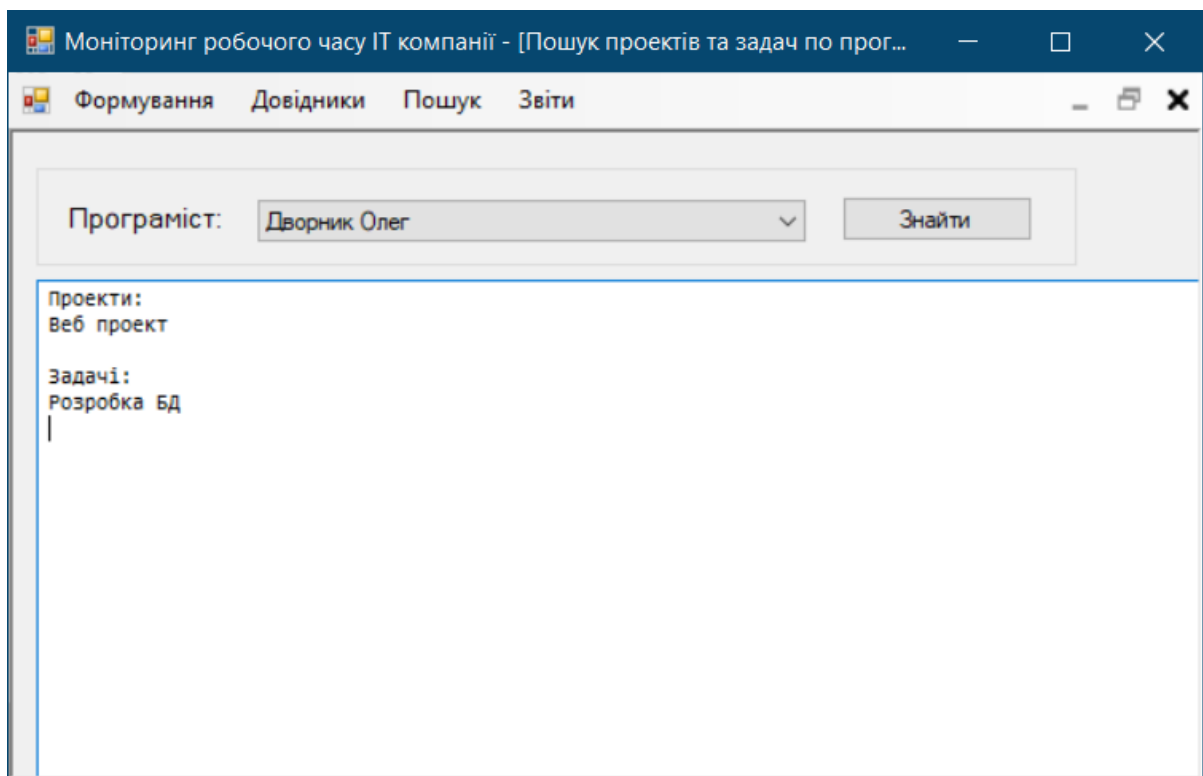 Моніторинг робочого часу ІТ компанії - [Пошук проектів та задач по прог...
Формування Довідники Пошук Звіти
Програміст: Дворник Олег Знайти
Проекти:
Веб проект
Задачі:
Розробка БД